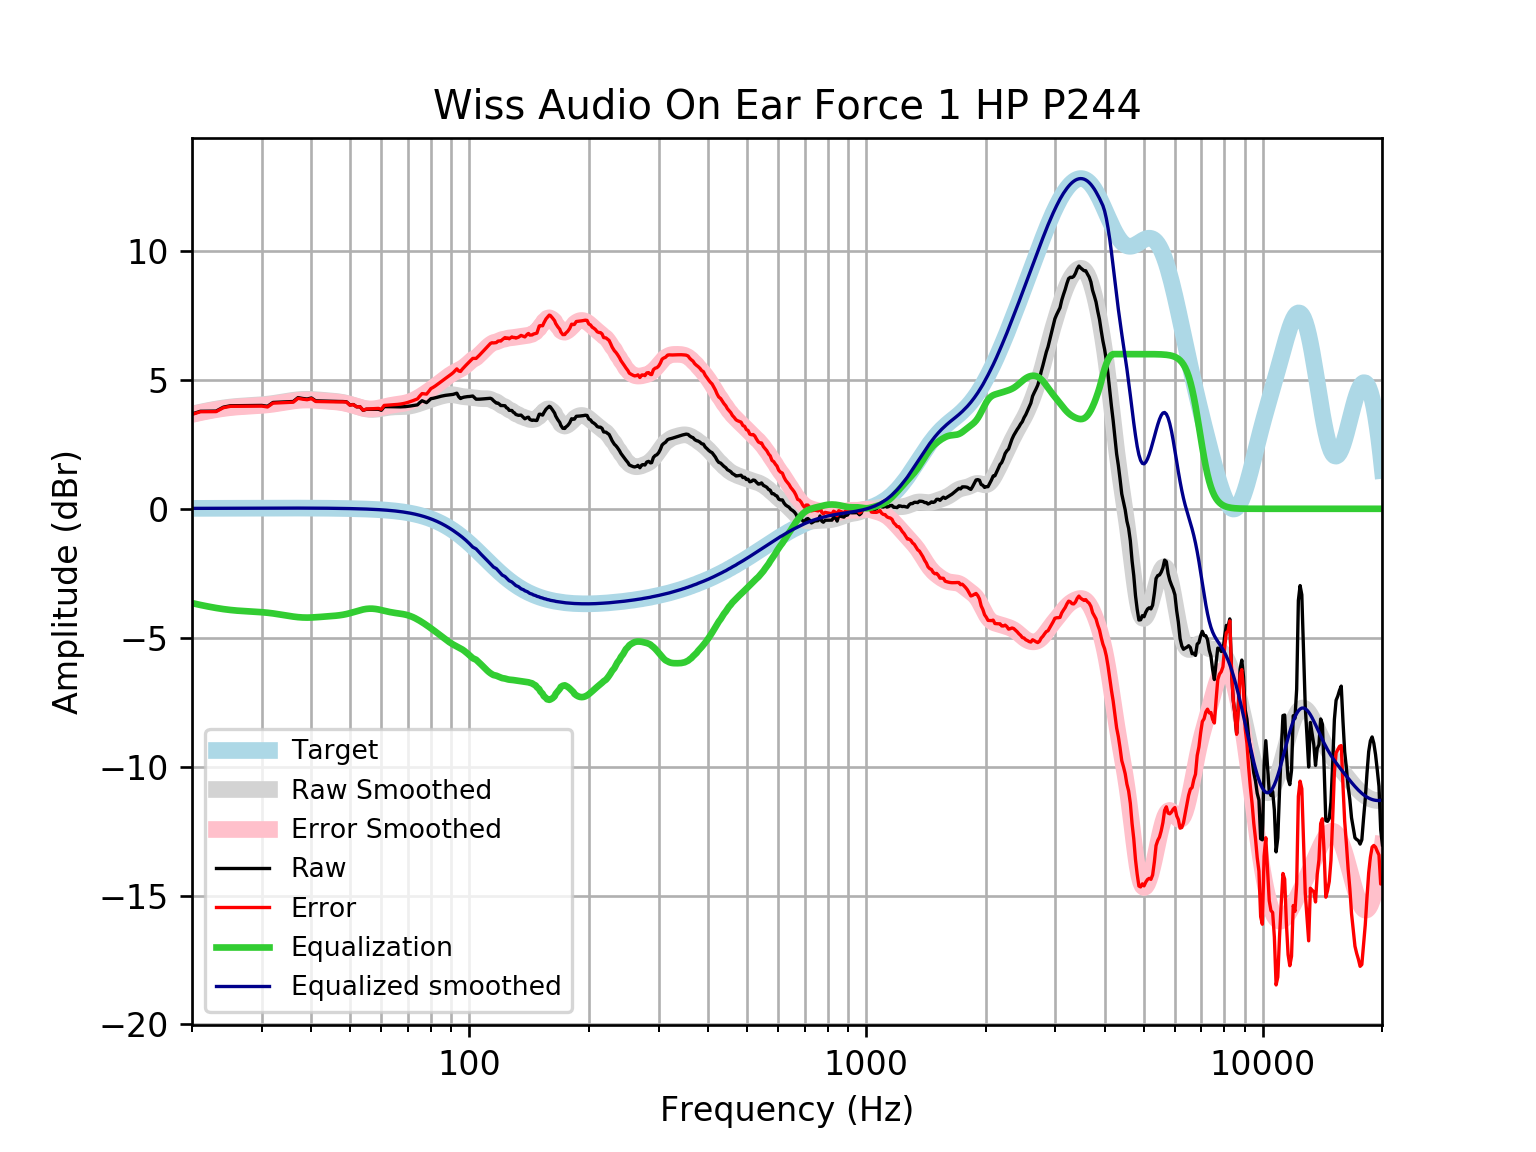 Wiss Audio On Ear Force 1 HP P244
Amplitude (dBr)
10
5
0
−5
−10
−15
−20
Target
Raw Smoothed
Error Smoothed
Raw
Error
Equalization
Equalized smoothed
100 1000 10000
Frequency (Hz)